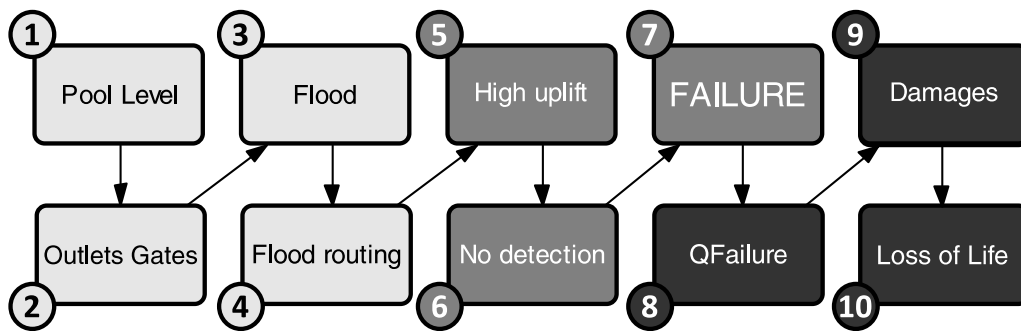 1
Pool Level
2
Outlets Gates
3
Flood
4
Flood routing
5
High uplift
6
No detection
7
FAILURE
8
QFailure
9
Damages
10
Loss of Life